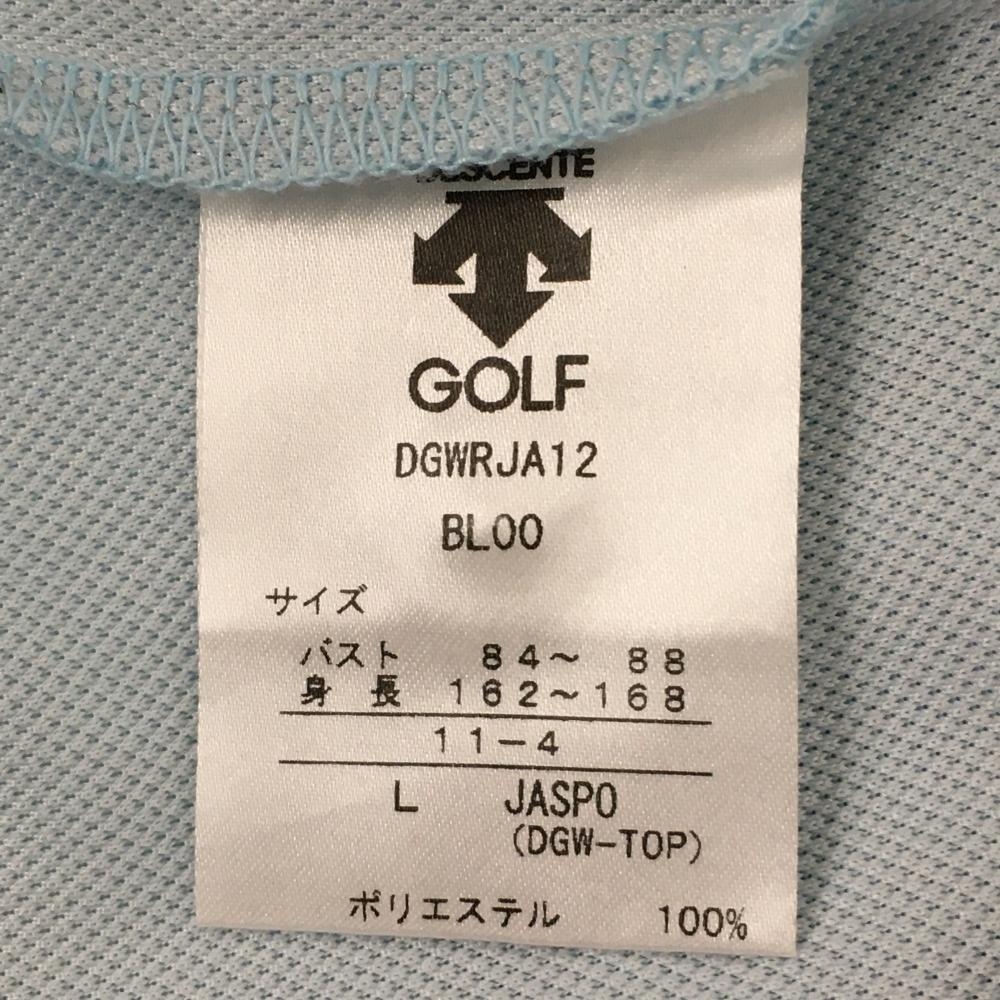 DESCENTE
GOLF
DGWRJA12
BL00
サイズ
バスト 84～ 88
身 長 162～168
11-4
L JASPO
(DGW-TOP)
ポリエステル 100%